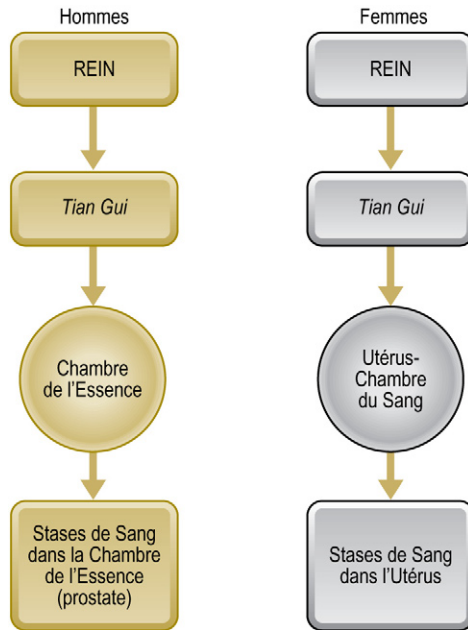 Hommes
REIN
Tian Gui
Chambre
de l'Essence
Stases de Sang
dans la Chambre
de l'Essence
(prostate)
Femmes
REIN
Tian Gui
Utérus-
Chambre
du Sang
Stases de Sang
dans l'Utérus